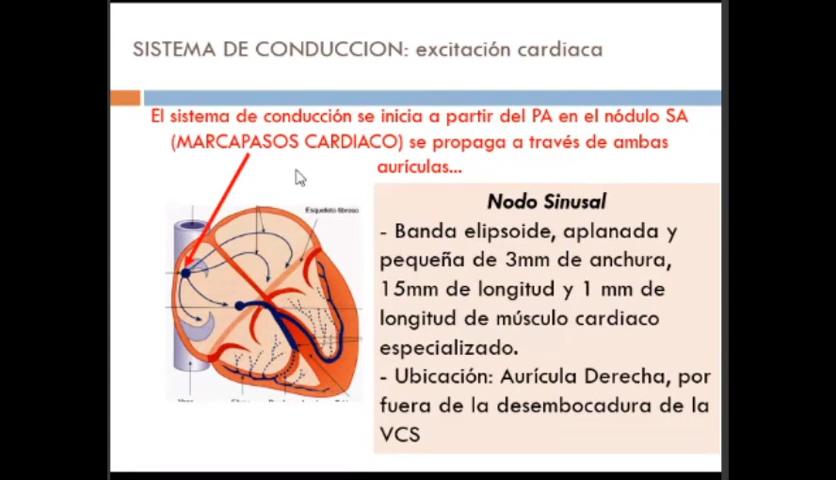 SISTEMA DE CONDUCCION: excitación cardiaca
El sistema de conducción se inicia a partir del PA en el nódulo SA
(MARCAPASOS CARDIACO) se propaga a través de ambas
aurículas...
Esqueleto fibroso
Nodo Sinusal
- Banda elipsoide, aplanada y
pequeña de 3mm de anchura,
15mm de longitud y 1 mm de
longitud de músculo cardiaco
especializado.
- Ubicación: Aurícula Derecha, por
fuera de la desembocadura de la
VCS